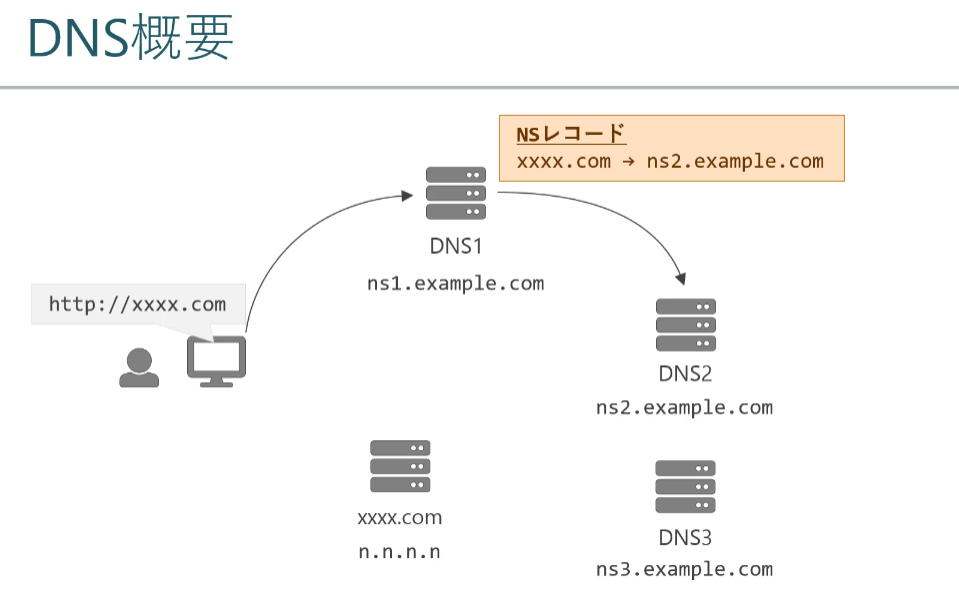 DNS概要
NSレコード
xxxx.com → ns2.example.com
DNS1
ns1.example.com
http://xxxx.com
DNS2
ns2.example.com
xxxx.com
n.n.n.n
DNS3
ns3.example.com